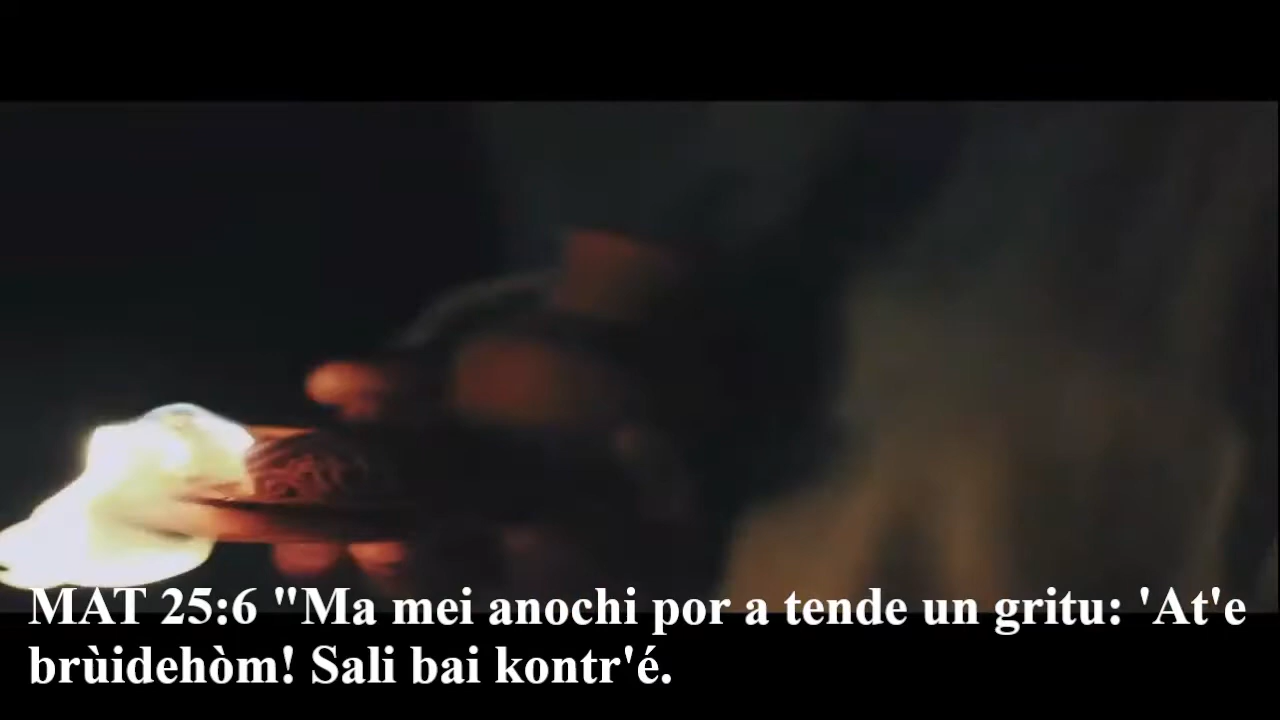 MAT 25:6 "Ma mei anochi por a tende un gritu: 'At'e
brùidehòm! Sali bai kontr'é.